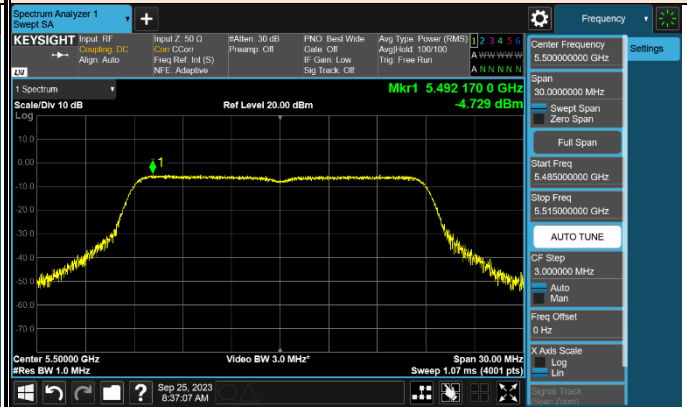 Spectrum Analyzer 1
Swept SA
+
Frequency
KEYSIGHT
Input: RF
Coupling: DC
Align: Auto
Input Z: 50 Ω
Corr CCorr
Freq Ref: Int (S)
NFE: Adaptive
#Atten: 30 dB
Preamp: Off
PNO: Best Wide
Gate: Off
IF Gain: Low
Sig Track: Off
Avg Type: Power (RMS)
Avg|Hold: 100/100
Trig: Free Run
1 2 3 4 5 6
A W W W W W
A N N N N N
LXI
1 Spectrum
Scale/Div 10 dB
Log
Ref Level 20.00 dBm
Mkr1 5.492 170 0 GHz
-4.729 dBm
10.0
0.00
-10.0
-20.0
-30.0
-40.0
-50.0
-60.0
-70.0
1
Center 5.50000 GHz
#Res BW 1.0 MHz
Video BW 3.0 MHz*
Span 30.00 MHz
Sweep 1.07 ms (4001 pts)
Sep 25, 2023
8:37:07 AM
?
Center Frequency
5.500000000 GHz
Settings
Span
30.0000000 MHz
Swept Span
Zero Span
Full Span
Start Freq
5.485000000 GHz
Stop Freq
5.515000000 GHz
AUTO TUNE
CF Step
3.000000 MHz
Auto
Man
Freq Offset
0 Hz
X Axis Scale
Log
Lin
Signal Track
(Span Zoom)